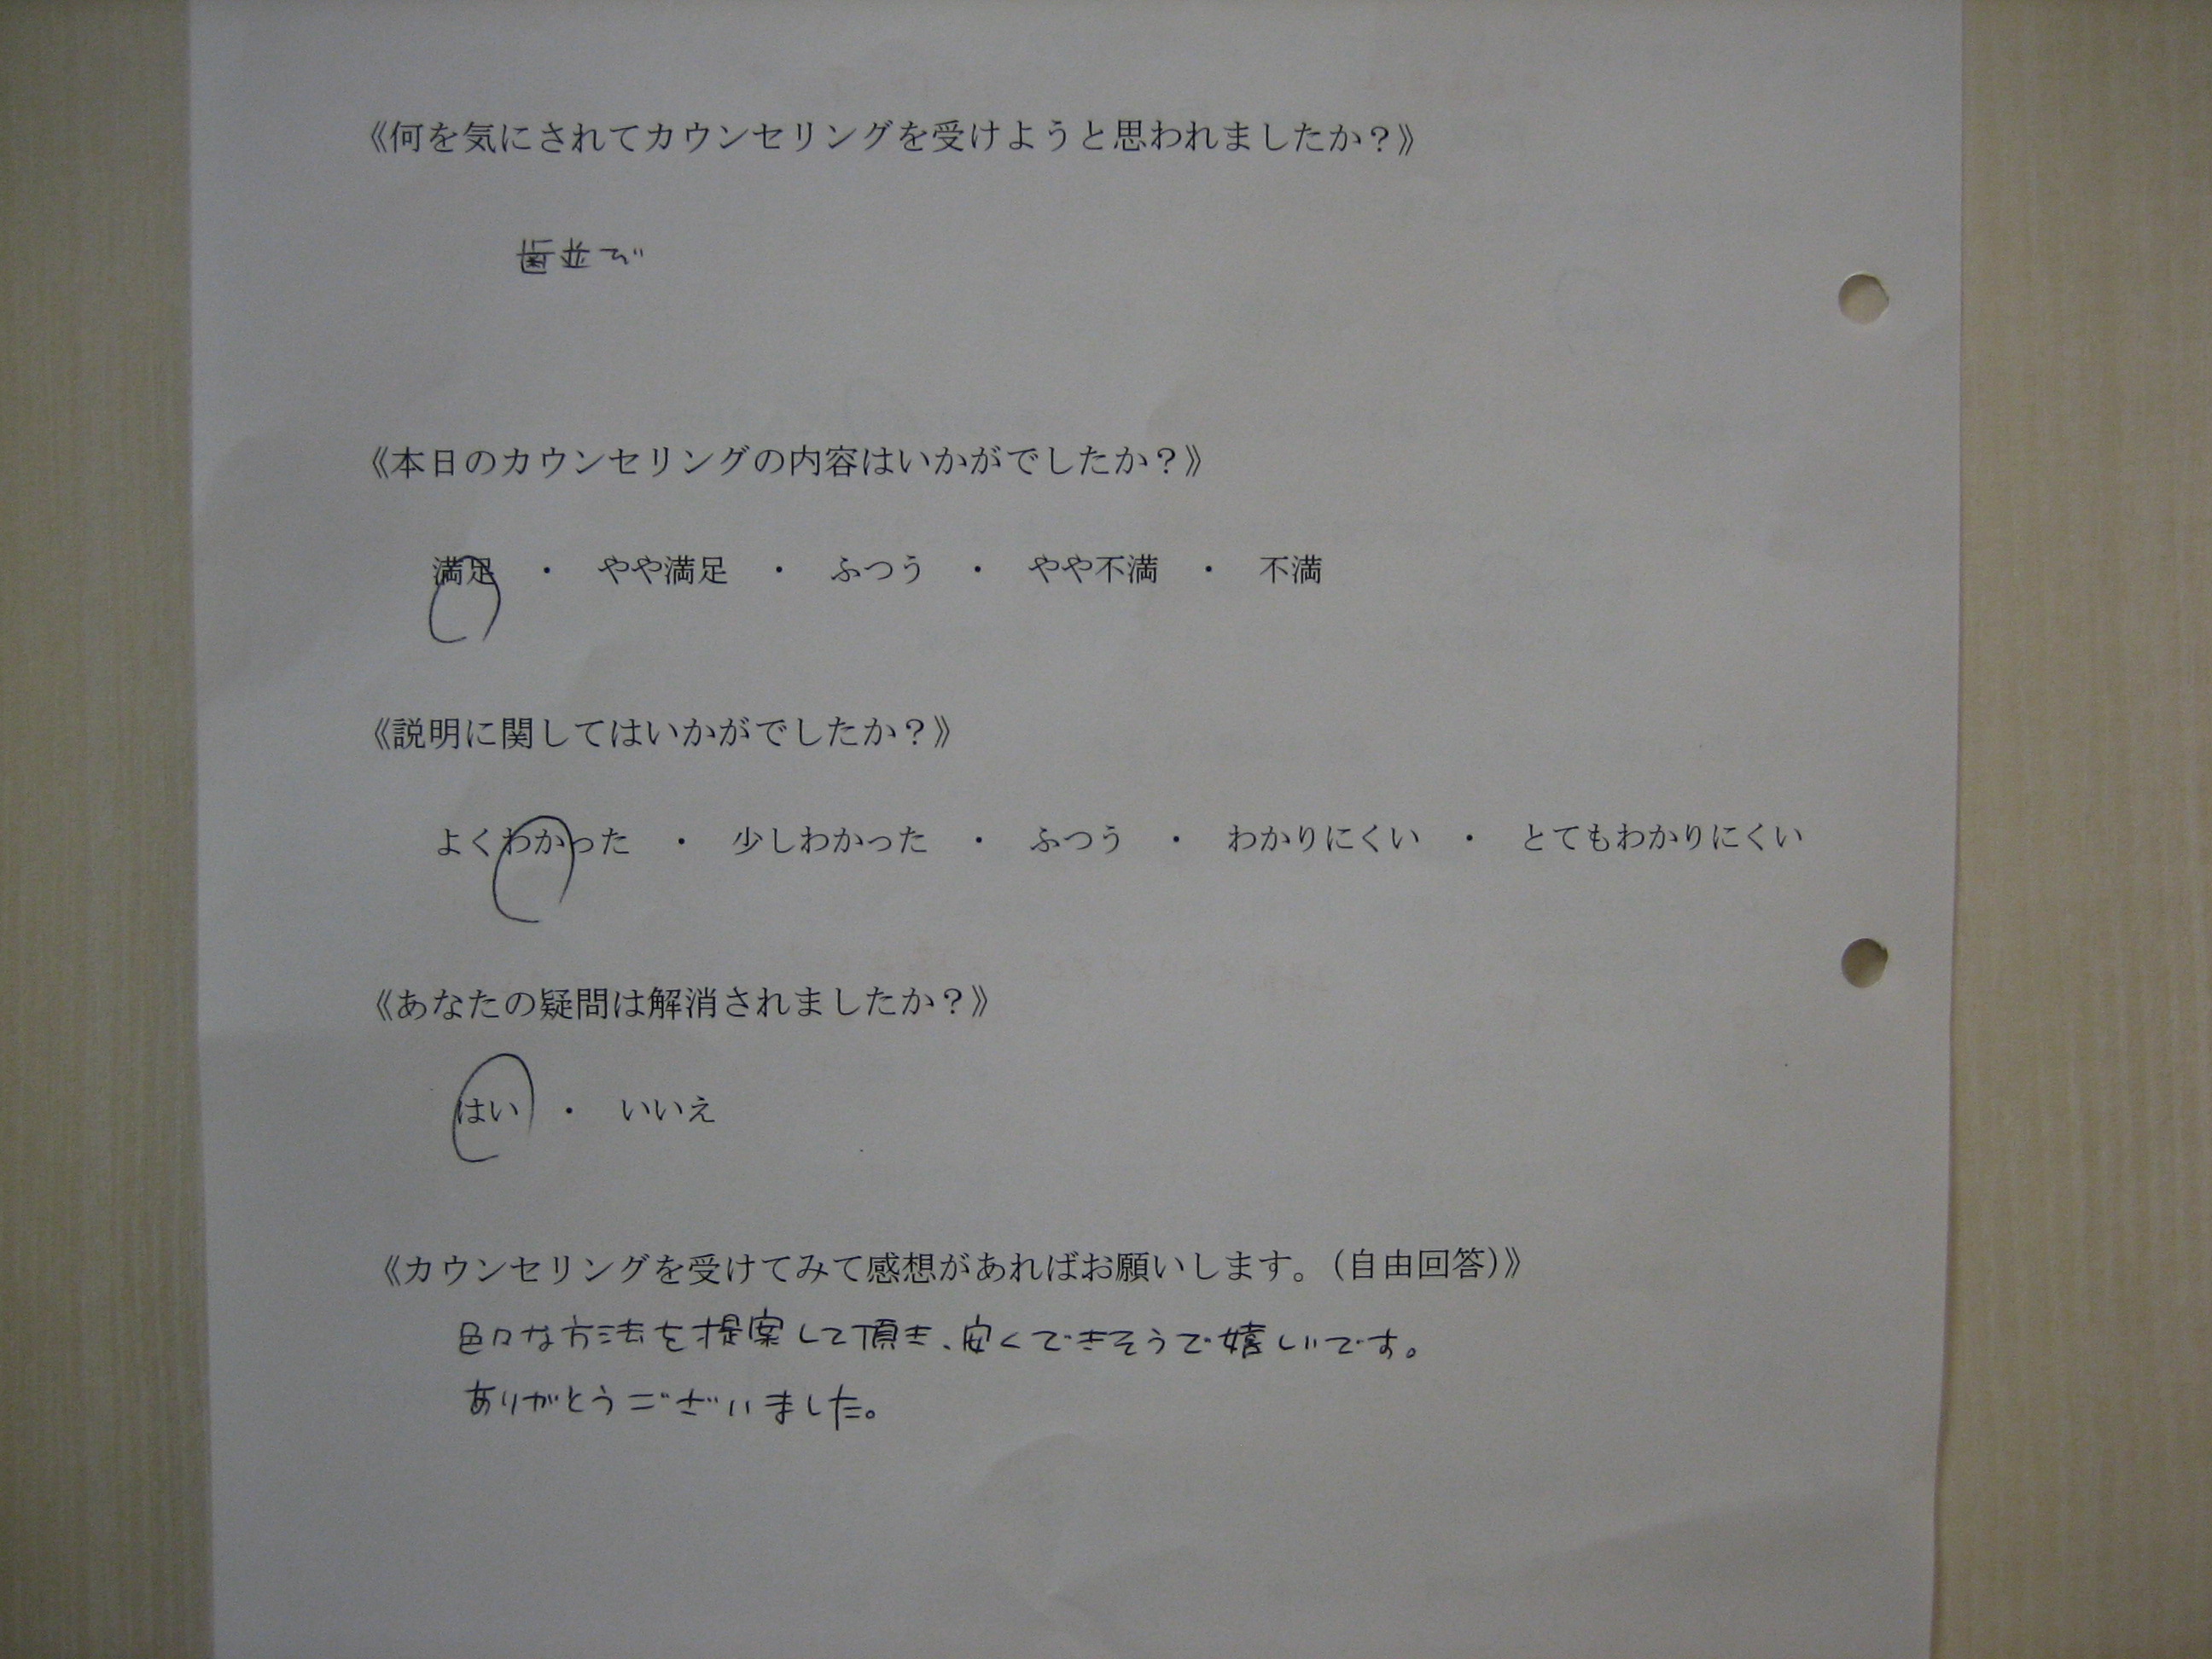 《何を気にされてカウンセリングを受けようと思われましたか？》
歯並び
《本日のカウンセリングの内容はいかがでしたか？》
満足　・　やや満足　・　ふつう　・　やや不満　・　不満
《説明に関してはいかがでしたか？》
よくわかった　・　少しわかった　・　ふつう　・　わかりにくい　・　とてもわかりにくい
《あなたの疑問は解消されましたか？》
はい　・　いいえ
《カウンセリングを受けてみて感想があればお願いします。（自由回答）》
色々な方法を提案して頂き、安くできそうで嬉しいです。
ありがとうございました。